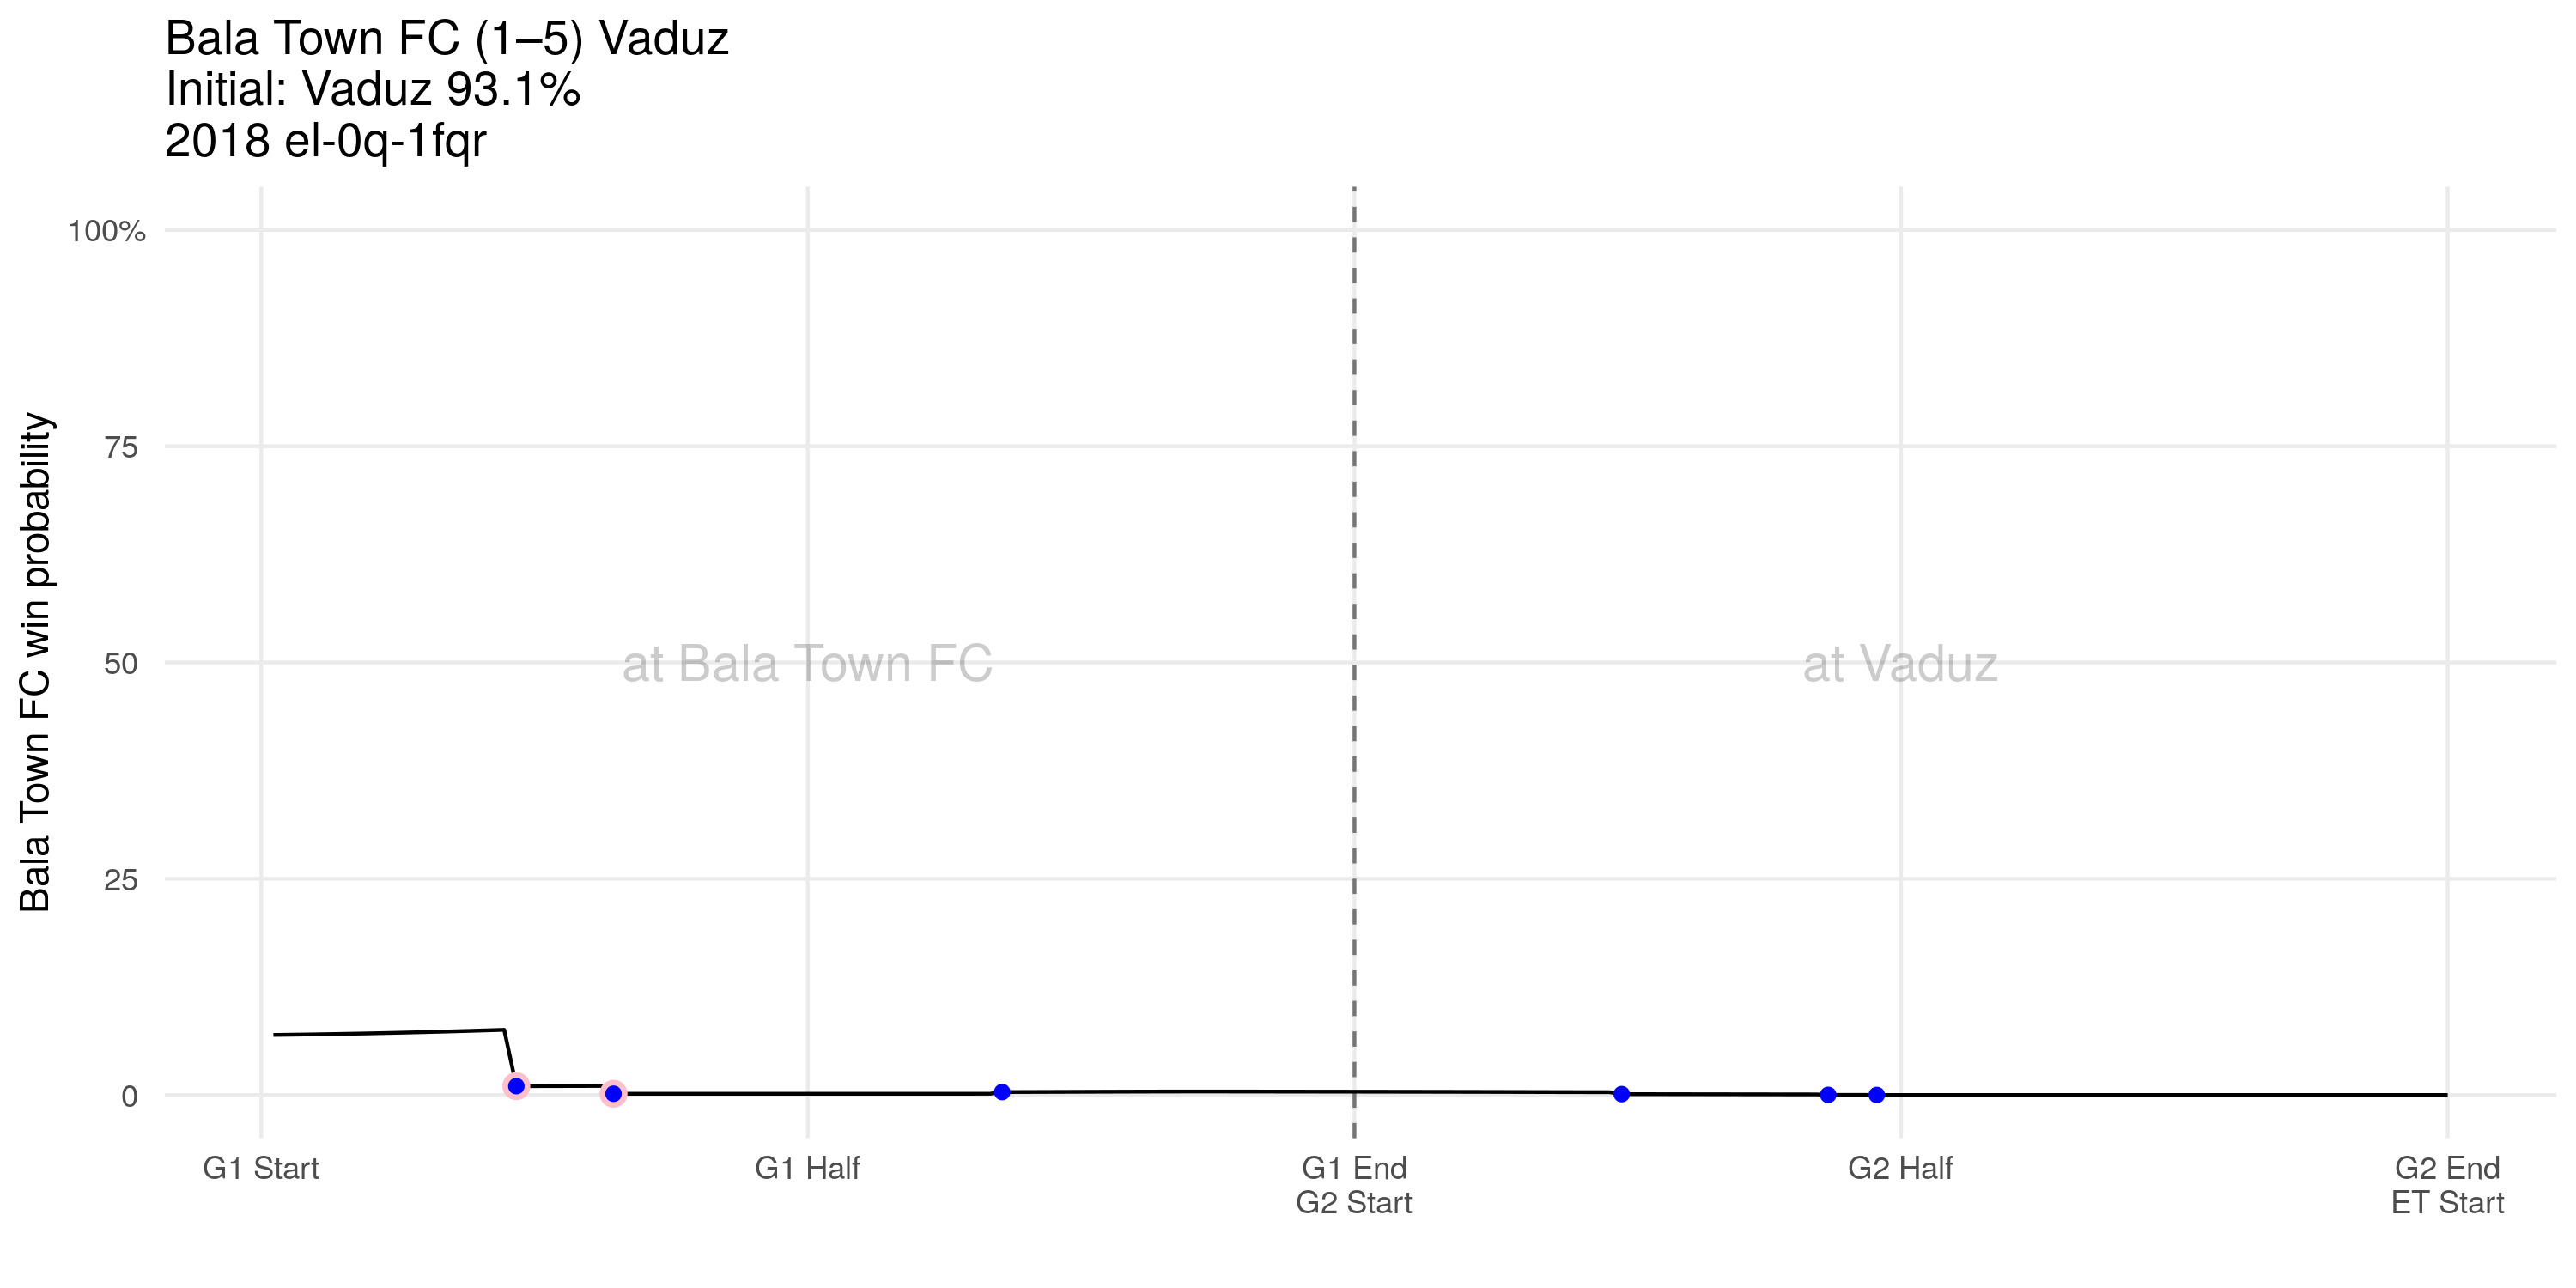 Bala Town FC (1–5) Vaduz
Initial: Vaduz 93.1%
2018 el-0q-1fqr
Bala Town FC win probability
100%
75
50
25
0
at Bala Town FC
at Vaduz
G1 Start
G1 Half
G1 End
G2 Start
G2 Half
G2 End
ET Start